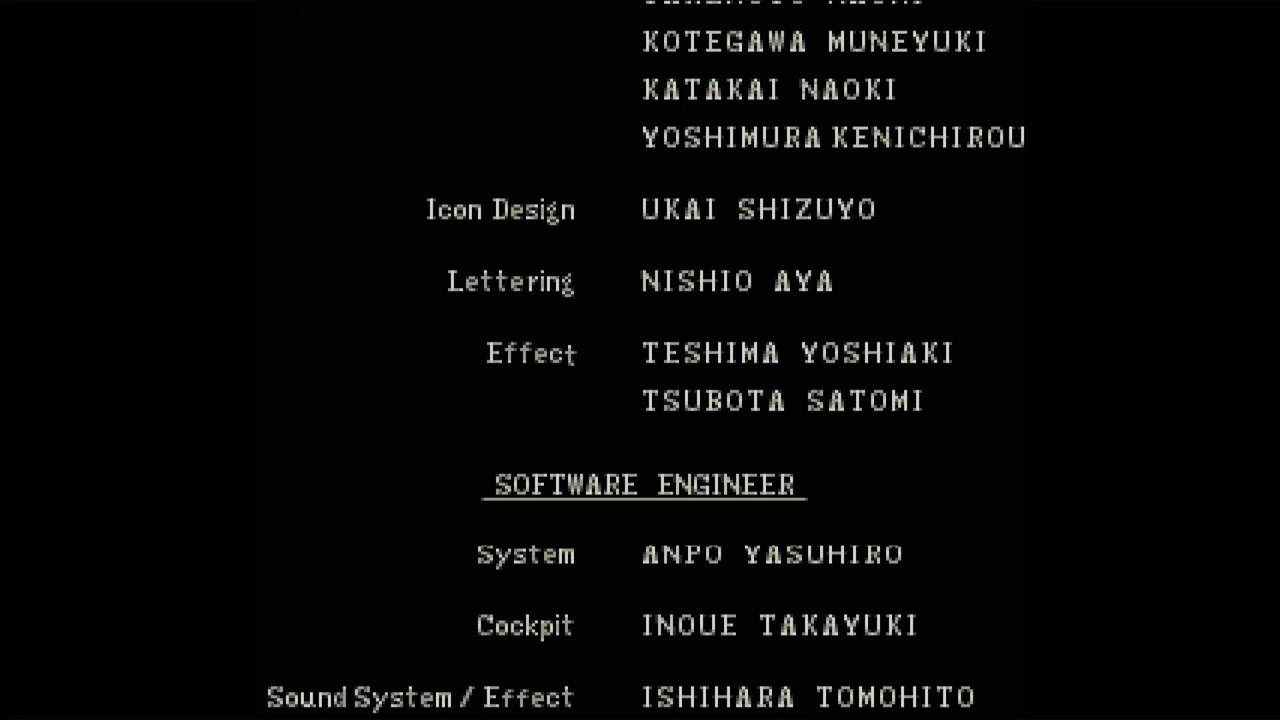 KOTEGAWA MUNEYUKI
KATAKAI NAOKI
YOSHIMURA KENICHIROU
Icon Design UKAI SHIZUYO
Lettering NISHIO AYA
Effect TESHIMA YOSHIAKI
TSUBOTA SATOMI
SOFTWARE ENGINEER
System ANPO YASUHIRO
Cockpit INOUE TAKAYUKI
Sound System / Effect ISHIHARA TOMOHITO